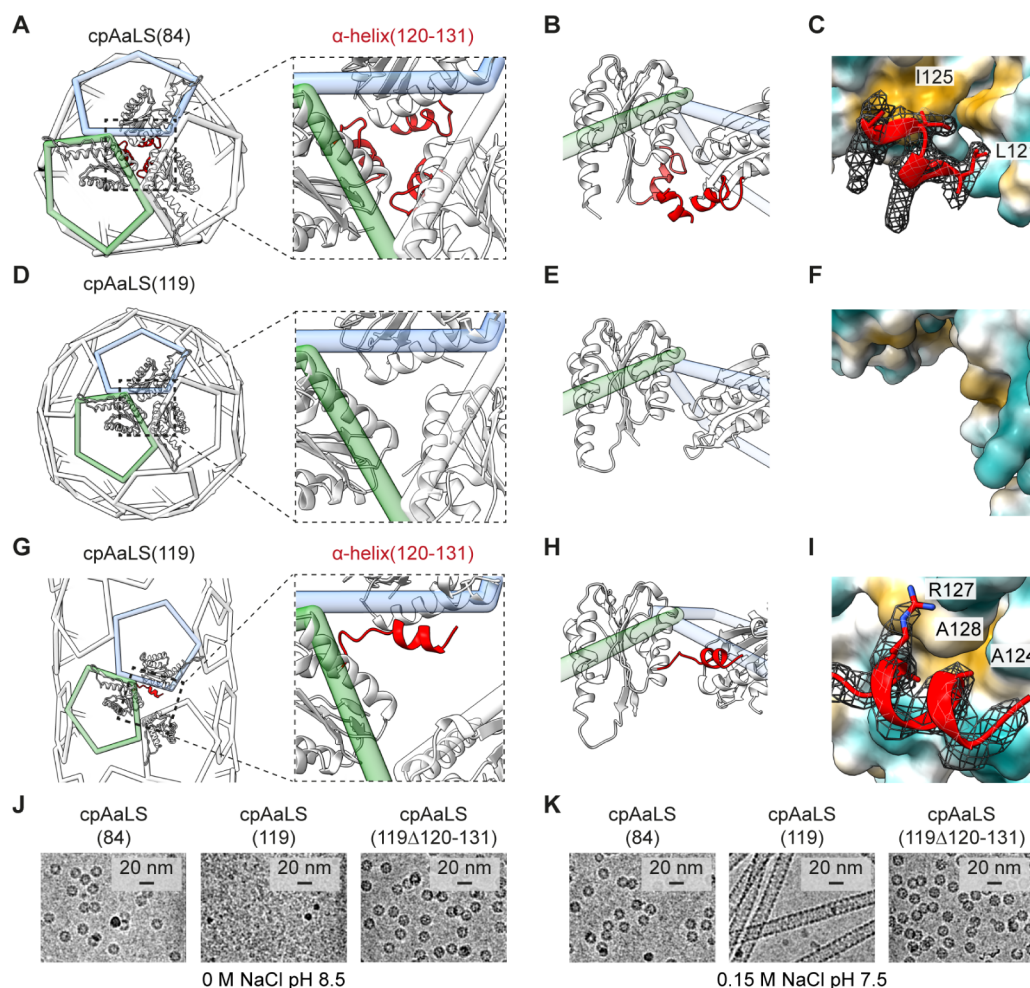 A
cpAaLS(84)
α-helix(120-131)
B
C
I125
L12
D
cpAaLS(119)
E
F
G
cpAaLS(119)
α-helix(120-131)
H
I
R127
A128
A124
J
cpAaLS
(84)
20 nm
cpAaLS
(119)
20 nm
cpAaLS
(119Δ120-131)
20 nm
0 M NaCl pH 8.5
K
cpAaLS
(84)
20 nm
cpAaLS
(119)
20 nm
cpAaLS
(119Δ120-131)
20 nm
0.15 M NaCl pH 7.5